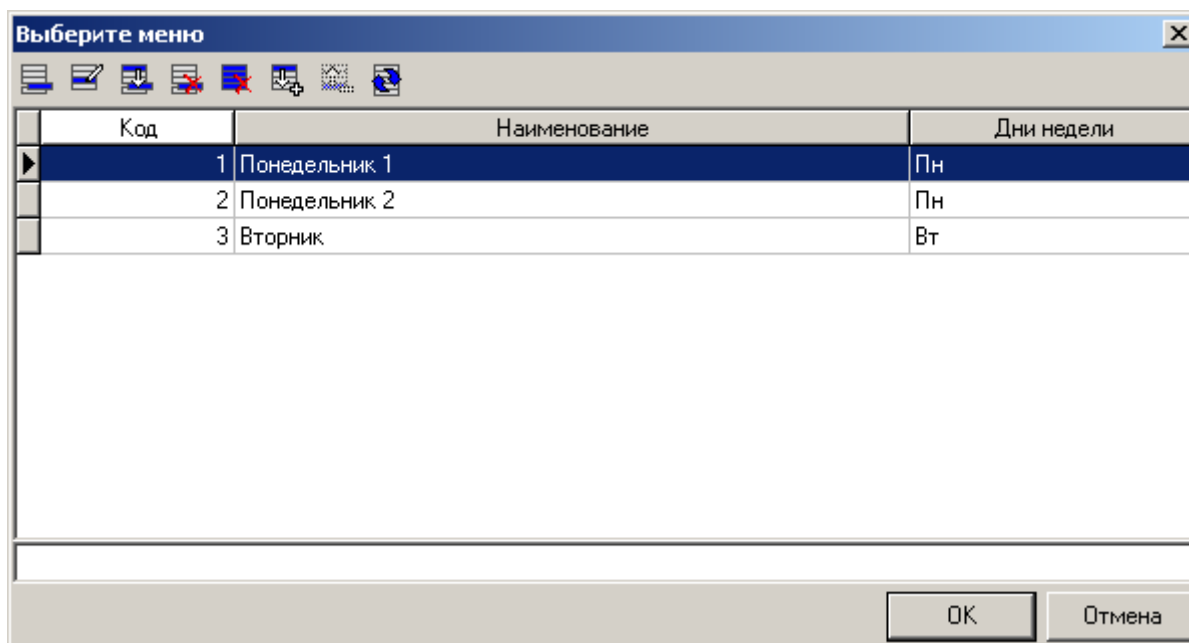 Выберите меню
Код Наименование Дни недели
1 Понедельник 1 Пн
2 Понедельник 2 Пн
3 Вторник Вт
OK Отмена